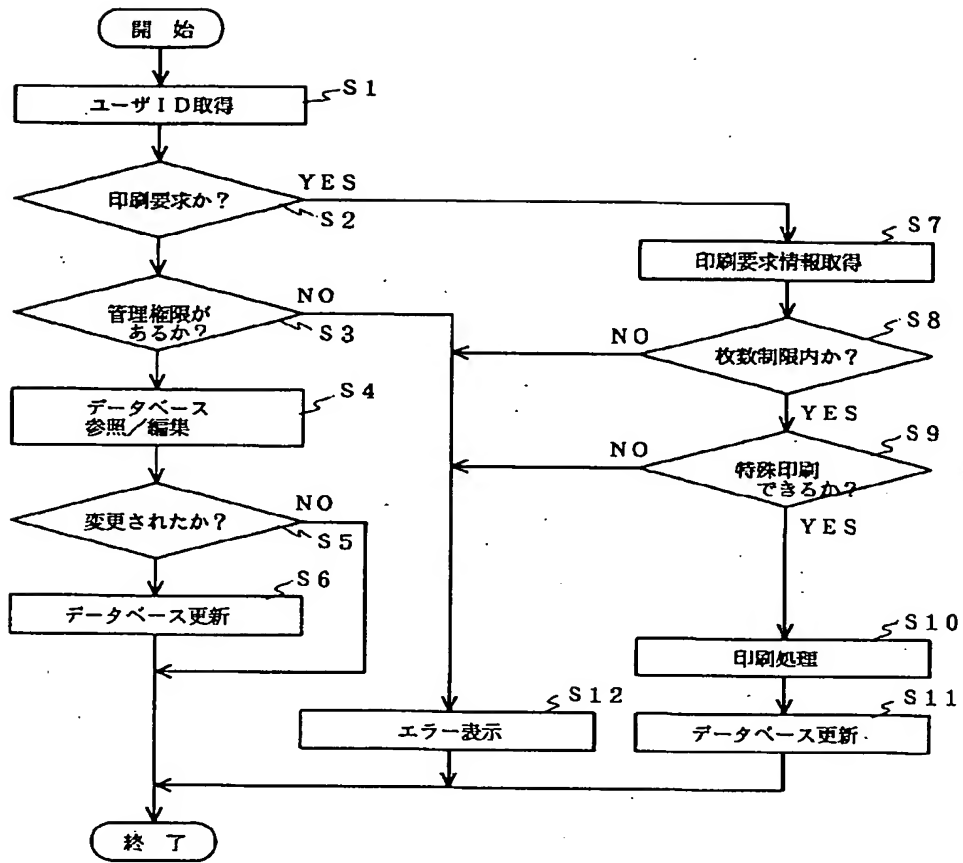 開 始
S1
ユーザID取得
YES
印刷要求か?
S2
S7
印刷要求情報取得
NO
管理権限が
あるか?
S3
S8
NO
枚数制限内か?
YES
S4
データベース
参照/編集
S9
NO
特殊印刷
できるか?
YES
NO
変更されたか?
S5
S6
データベース更新
S10
印刷処理
S12
エラー表示
S11
データベース更新
終 了